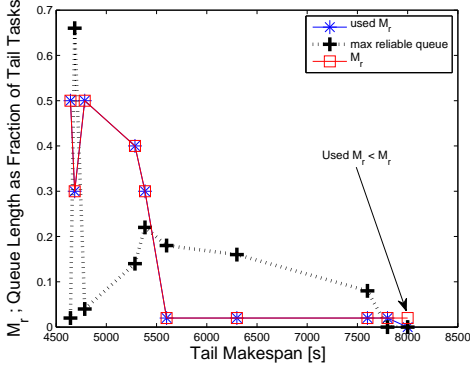 M_r ; Queue Length as Fraction of Tail Tasks
0.7
0.6
0.5
0.4
0.3
0.2
0.1
0
used M_r
max reliable queue
M_r
Used M_r < M_r
4500 5000 5500 6000 6500 7000 7500 8000 8500
Tail Makespan [s]